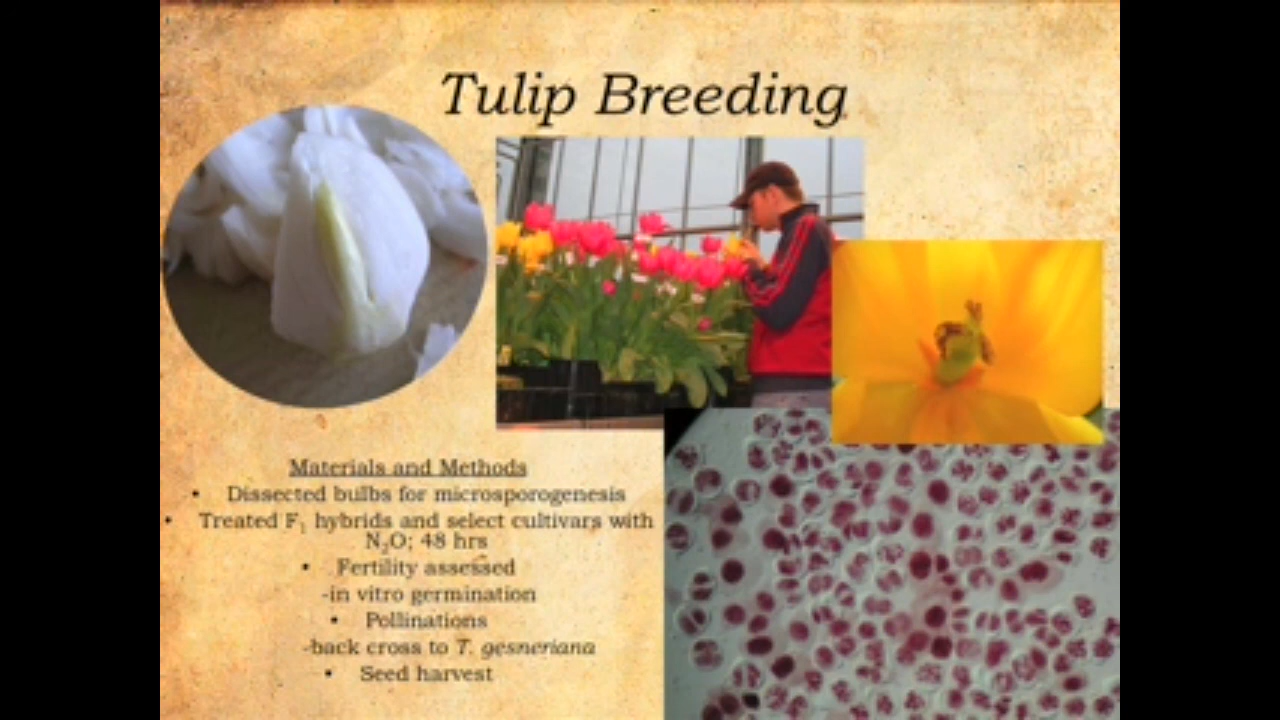 Tulip Breeding
Materials and Methods
• Dissected bulbs for microsporogenesis
• Treated F₁ hybrids and select cultivars with
N₂O; 48 hrs
• Fertility assessed
-in vitro germination
• Pollinations
-back cross to T. gesneriana
• Seed harvest